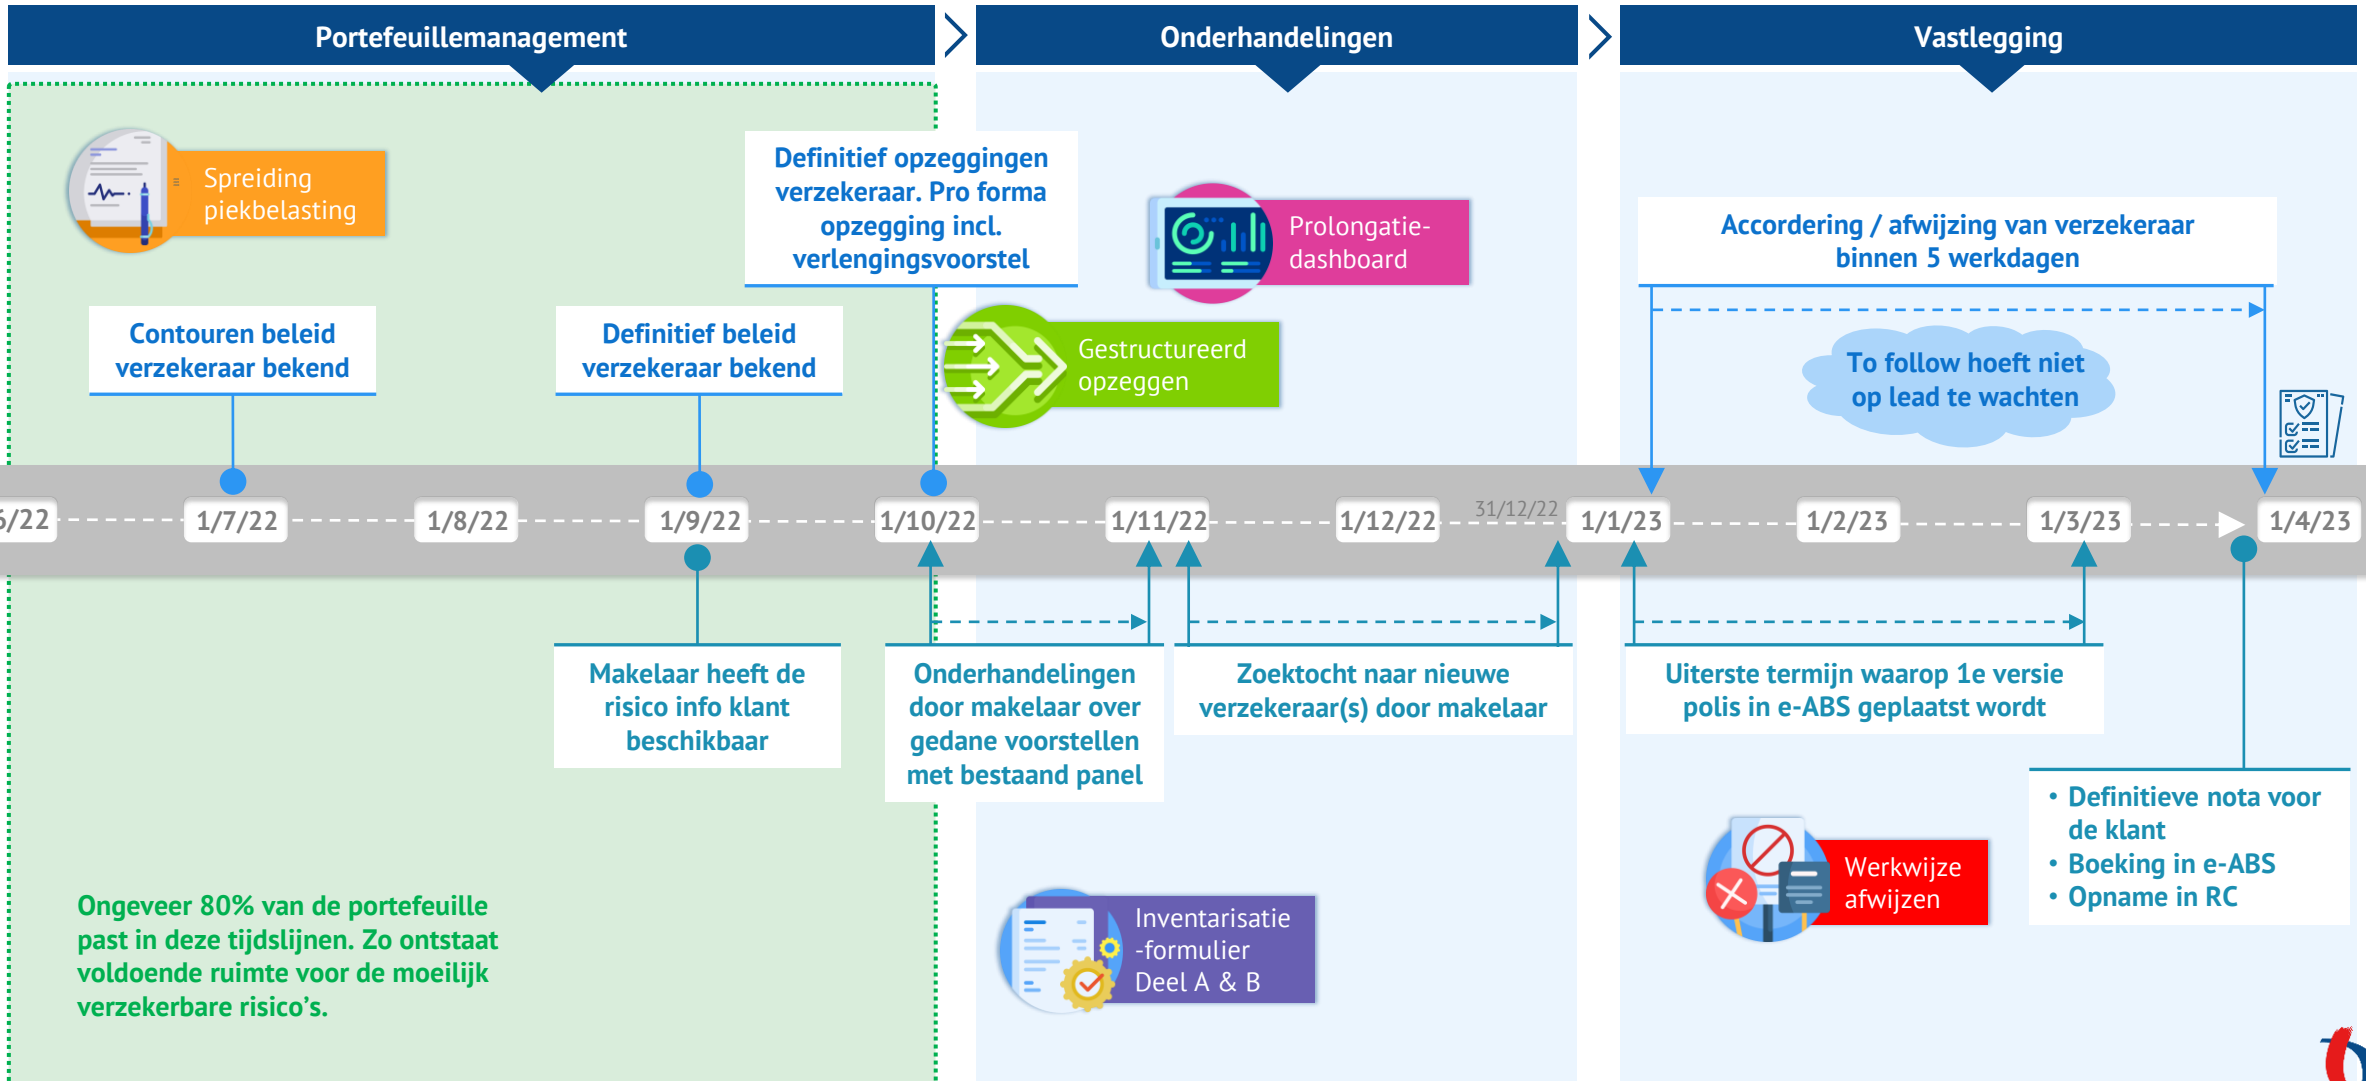 Portefeuillemanagement
Onderhandelingen
Vastlegging
Spreiding
piekbelasting
Definitief opzeggingen
verzekeraar. Pro forma
opzegging incl.
verlengingsvoorstel
Prolongatie-
dashboard
Accordering / afwijzing van verzekeraar
binnen 5 werkdagen
Contouren beleid
verzekeraar bekend
Definitief beleid
verzekeraar bekend
Gestructureerd
opzeggen
To follow hoeft niet
op lead te wachten
6/22
1/7/22
1/8/22
1/9/22
1/10/22
1/11/22
1/12/22
31/12/22
1/1/23
1/2/23
1/3/23
1/4/23
Makelaar heeft de
risico info klant
beschikbaar
Onderhandelingen
door makelaar over
gedane voorstellen
met bestaand panel
Zoektocht naar nieuwe
verzekeraar(s) door makelaar
Uiterste termijn waarop 1e versie
polis in e-ABS geplaatst wordt
• Definitieve nota voor
de klant
• Boeking in e-ABS
• Opname in RC
Werkwijze
afwijzen
Ongeveer 80% van de portefeuille
past in deze tijdslijnen. Zo ontstaat
voldoende ruimte voor de moeilijk
verzekerbare risico’s.
Inventarisatie
-formulier
Deel A & B